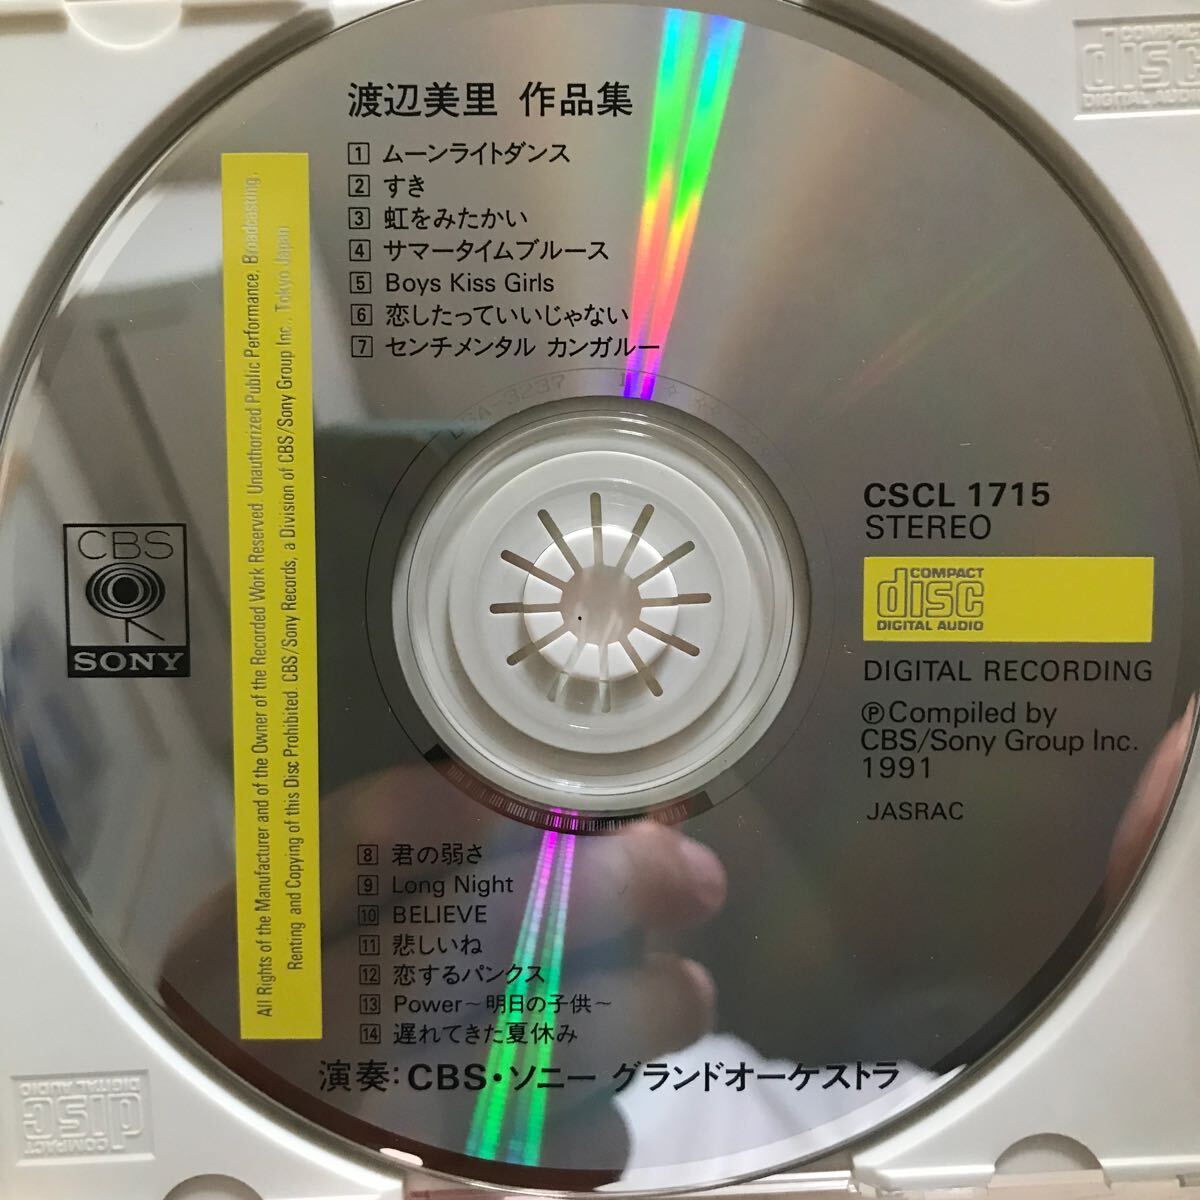 渡辺美里 作品集
1 ムーンライトダンス
2 すき
3 虹をみたかい
4 サマータイムブルース
5 Boys Kiss Girls
6 恋したっていいじゃない
7 センチメンタル カンガルー
All Rights of the Manufacturer and of the Owner of the Recorded Work Reserved. Unauthorized Public Performance, Broadcasting,
Renting and Copying of this Disc Prohibited. CBS/Sony Records, a Division of CBS/Sony Group Inc., Tokyo Japan
CBS
SONY
CSCL 1715
STEREO
COMPACT
disc
DIGITAL AUDIO
DIGITAL RECORDING
ⓅCompiled by
CBS/Sony Group Inc.
1991
JASRAC
8 君の弱さ
9 Long Night
10 BELIEVE
11 悲しいね
12 恋するパンクス
13 Power〜明日の子供〜
14 遅れてきた夏休み
演奏:CBS・ソニー グランドオーケストラ
COMPACT
disc
DIGITAL AUDIO
COMPACT
disc
DIGITAL AUDIO